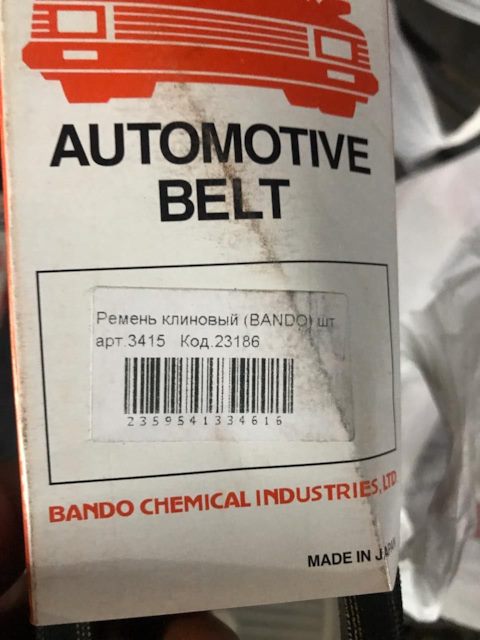 AUTOMOTIVE
BELT
Ремень клиновый (BANDO) шт
арт.3415 Код.23186
2359541334616
BANDO CHEMICAL INDUSTRIES, LTD
MADE IN JAPAN